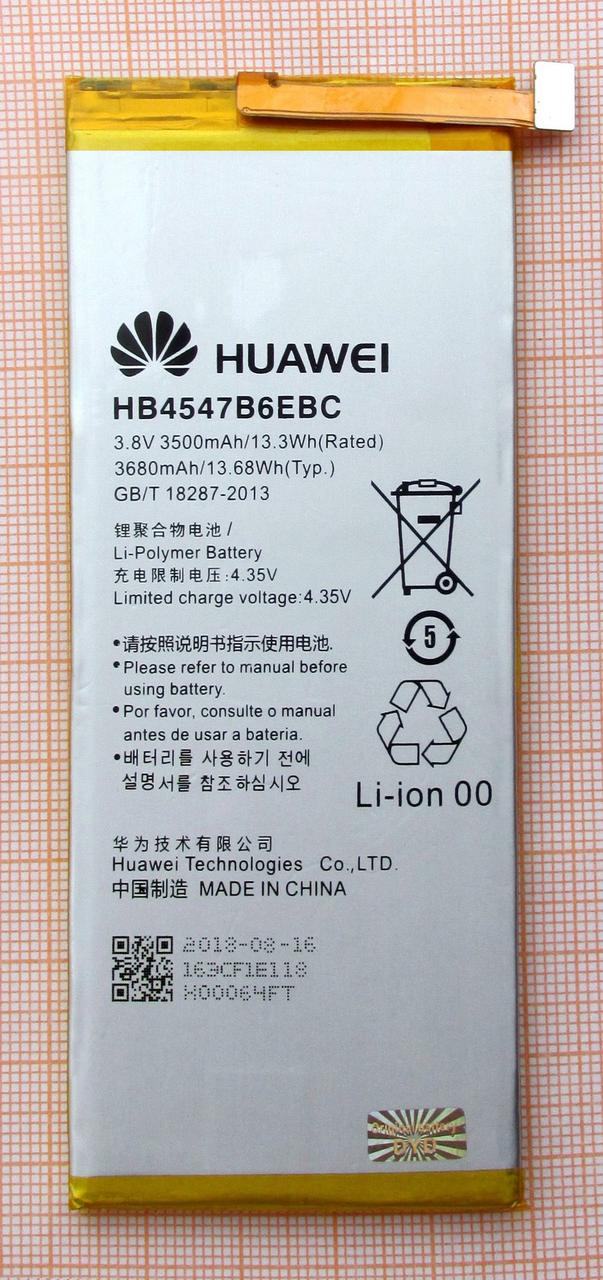 HUAWEI
HB4547B6EBC
3.8V 3500mAh/13.3Wh(Rated)
3680mAh/13.68Wh(Typ.)
GB/T 18287-2013
锂聚合物电池 /
Li-Polymer Battery
充电限制电压:4.35V
Limited charge voltage:4.35V
5
•请按照说明书指示使用电池.
•Please refer to manual before
using battery.
•Por favor, consulte o manual
antes de usar a bateria.
•배터리를 사용하기 전에
설명서를 참조하십시오
Li-ion 00
华为技术有限公司
Huawei Technologies Co.,LTD.
中国制造 MADE IN CHINA
2018-08-16
163CF1E118
H00064FT
Original battery
DYD